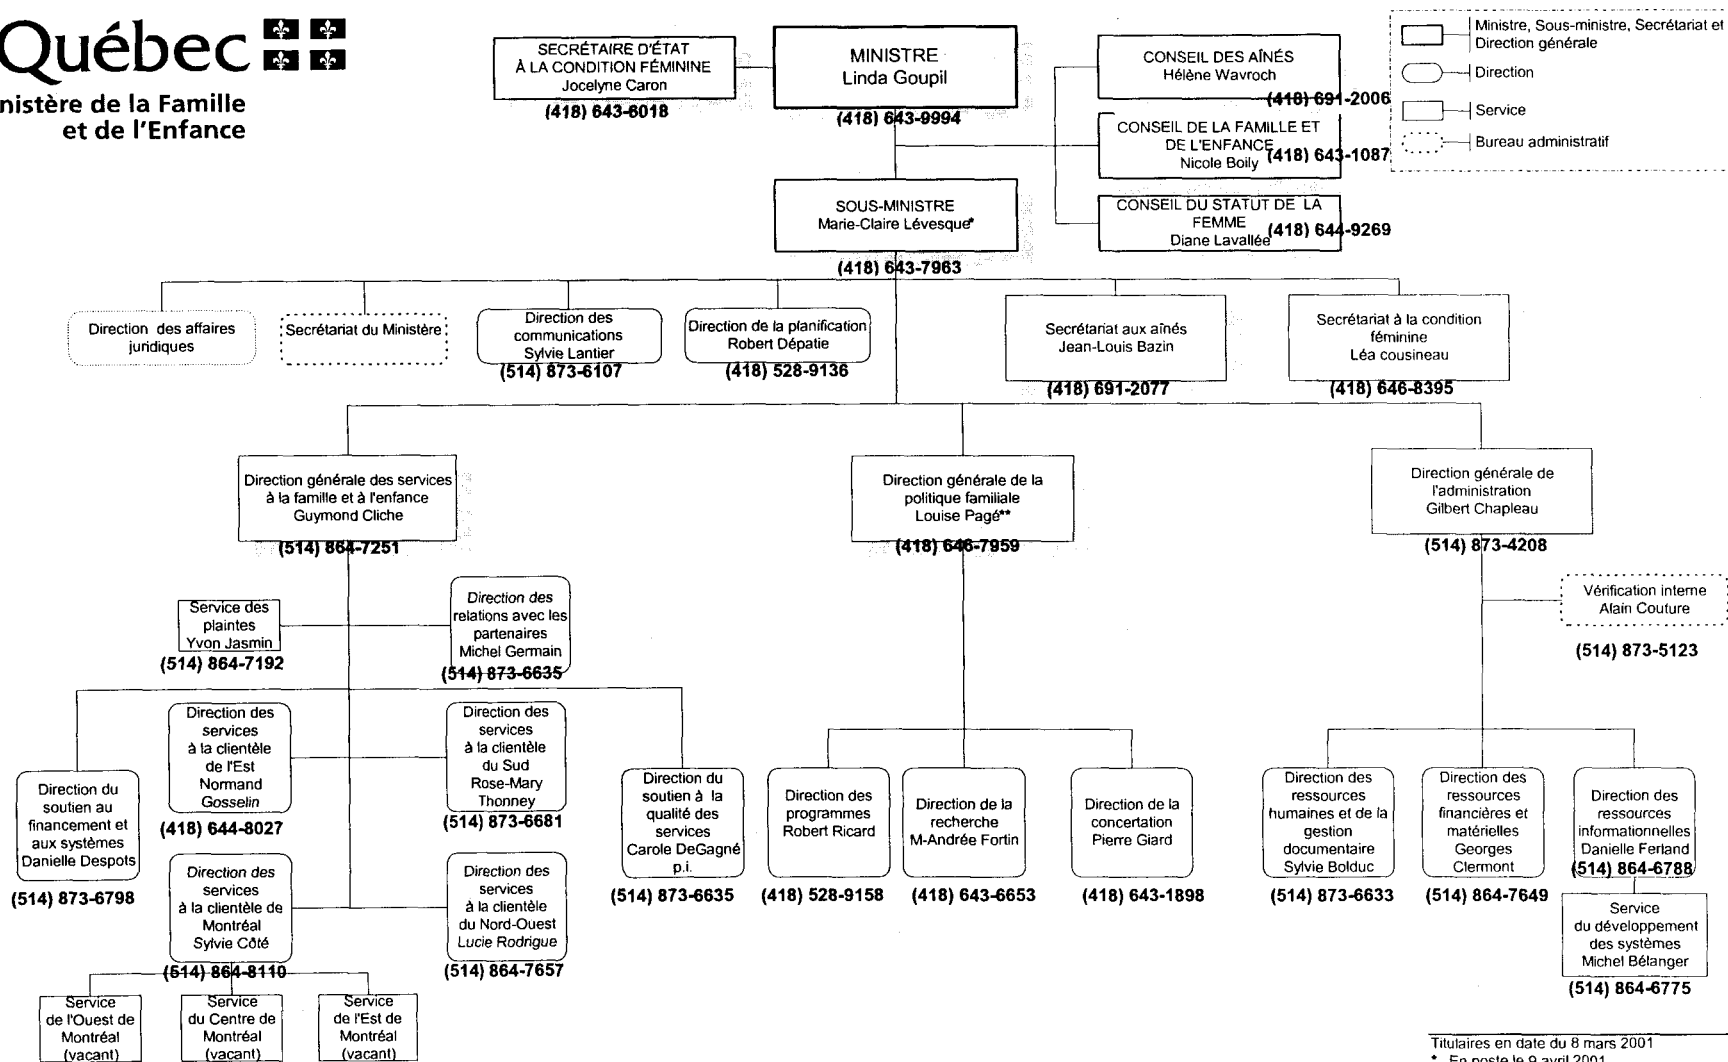 Québec
nistère de la Famille
et de l'Enfance
SECRÉTAIRE D'ÉTAT
À LA CONDITION FÉMININE
Jocelyne Caron
(418) 643-6018
MINISTRE
Linda Goupil
(418) 643-9994
CONSEIL DES AÎNÉS
Hélène Wavroch
(418) 691-2006
CONSEIL DE LA FAMILLE ET
DE L'ENFANCE
Nicole Boily
(418) 643-1087
CONSEIL DU STATUT DE LA
FEMME
Diane Lavallée
(418) 644-9269
Ministre, Sous-ministre, Secrétariat et
Direction générale
Direction
Service
Bureau administratif
SOUS-MINISTRE
Marie-Claire Lévesque*
(418) 643-7963
Direction des affaires
juridiques
Secrétariat du Ministère
Direction des
communications
Sylvie Lantier
(514) 873-6107
Direction de la planification
Robert Dépatie
(418) 528-9136
Secrétariat aux aînés
Jean-Louis Bazin
(418) 691-2077
Secrétariat à la condition
féminine
Léa cousineau
(418) 646-8395
Direction générale des services
à la famille et à l'enfance
Guymond Cliche
(514) 864-7251
Direction générale de la
politique familiale
Louise Pagé**
(418) 646-7959
Direction générale de
l'administration
Gilbert Chapleau
(514) 873-4208
Service des
plaintes
Yvon Jasmin
(514) 864-7192
Direction des
relations avec les
partenaires
Michel Germain
(514) 873-6635
Vérification interne
Alain Couture
(514) 873-5123
Direction du
soutien au
financement et
aux systèmes
Danielle Despots
(514) 873-6798
Direction des
services
à la clientèle
de l'Est
Normand
Gosselin
(418) 644-8027
Direction des
services
à la clientèle
du Sud
Rose-Mary
Thonney
(514) 873-6681
Direction du
soutien à la
qualité des
services
Carole DeGagné
p.i.
(514) 873-6635
Direction des
programmes
Robert Ricard
(418) 528-9158
Direction de la
recherche
M-Andrée Fortin
(418) 643-6653
Direction de la
concertation
Pierre Giard
(418) 643-1898
Direction des
ressources
humaines et de la
gestion
documentaire
Sylvie Bolduc
(514) 873-6633
Direction des
ressources
financières et
matérielles
Georges
Clermont
(514) 864-7649
Direction des
ressources
informationnelles
Danielle Ferland
(514) 864-6788
Direction des
services
à la clientèle de
Montréal
Sylvie Côté
(514) 864-8110
Direction des
services
à la clientèle
du Nord-Ouest
Lucie Rodrigue
(514) 864-7657
Service
du développement
des systèmes
Michel Bélanger
(514) 864-6775
Service
de l'Ouest de
Montréal
(vacant)
Service
du Centre de
Montréal
(vacant)
Service
de l'Est de
Montréal
(vacant)
Titulaires en date du 8 mars 2001
* En poste le 9 avril 2001